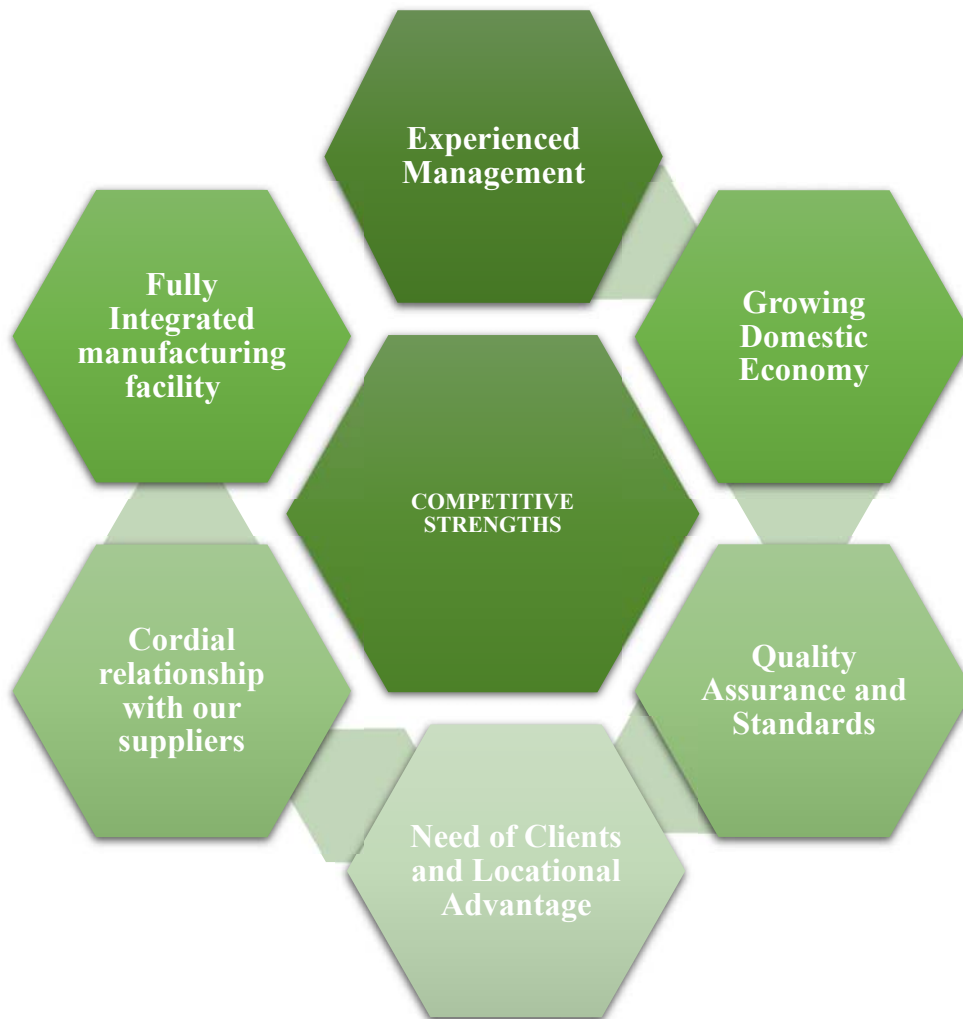 Experienced
Management
Growing
Domestic
Economy
Quality
Assurance and
Standards
Need of Clients
and Locational
Advantage
Cordial
relationship
with our
suppliers
Fully
Integrated
manufacturing
facility
COMPETITIVE
STRENGTHS